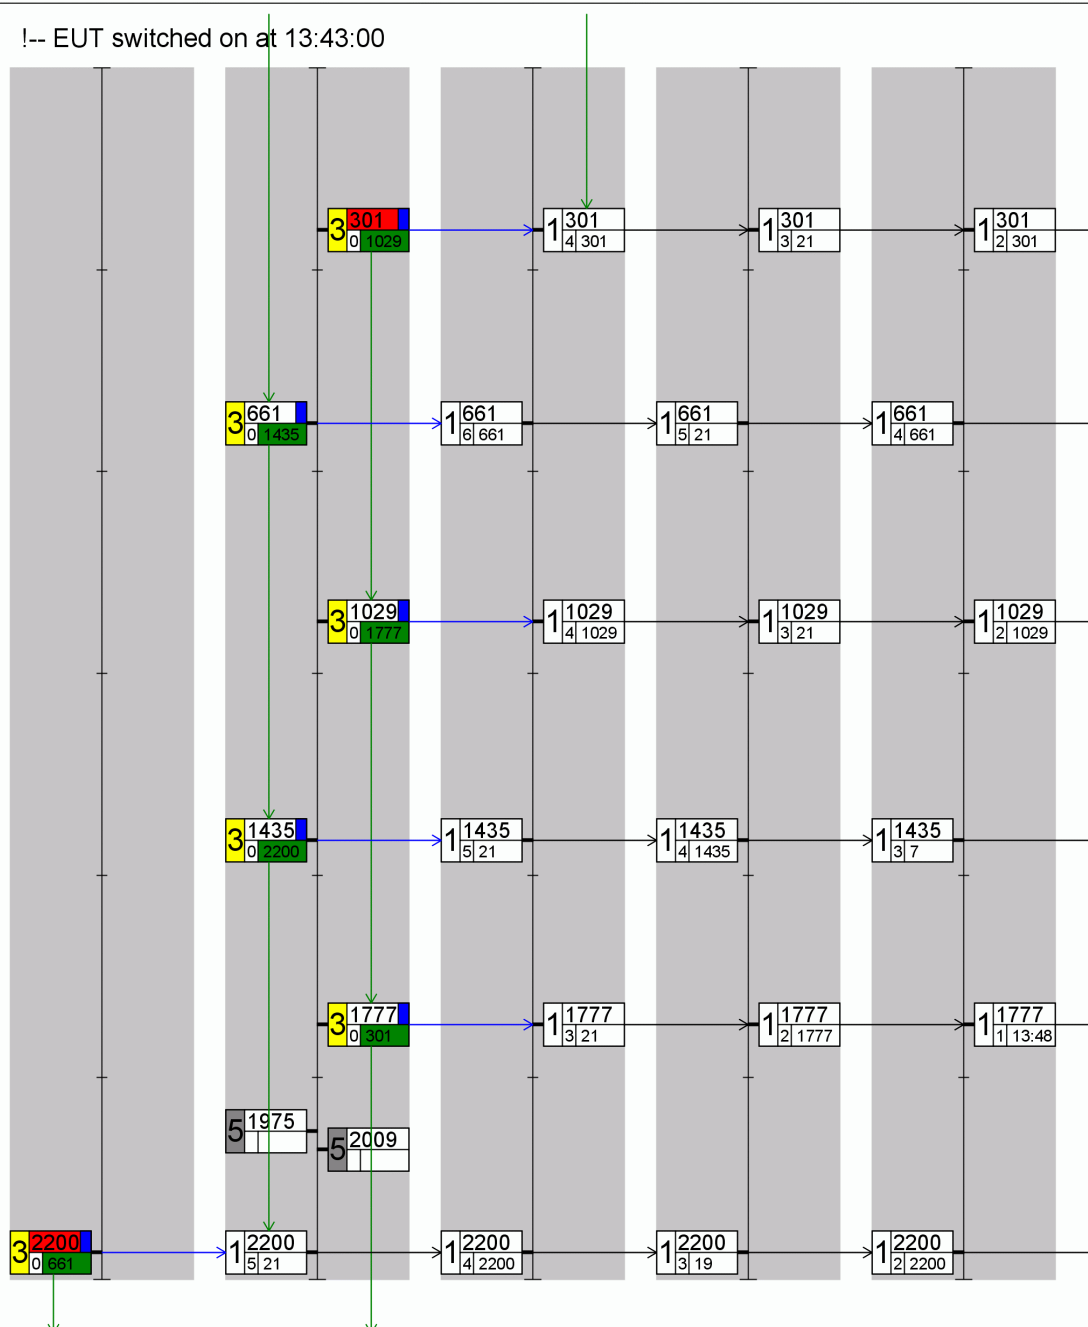 !-- EUT switched on at 13:43:00
3 301 0 1029
1 301 4 301
1 301 3 21
1 301 2 301
3 661 0 1435
1 661 6 661
1 661 5 21
1 661 4 661
3 1029 0 1777
1 1029 4 1029
1 1029 3 21
1 1029 2 1029
3 1435 0 2200
1 1435 5 21
1 1435 4 1435
1 1435 3 7
3 1777 0 301
1 1777 3 21
1 1777 2 1777
1 1777 1 13:48
5 1975
5 2009
3 2200 0 661
1 2200 5 21
1 2200 4 2200
1 2200 3 19
1 2200 2 2200